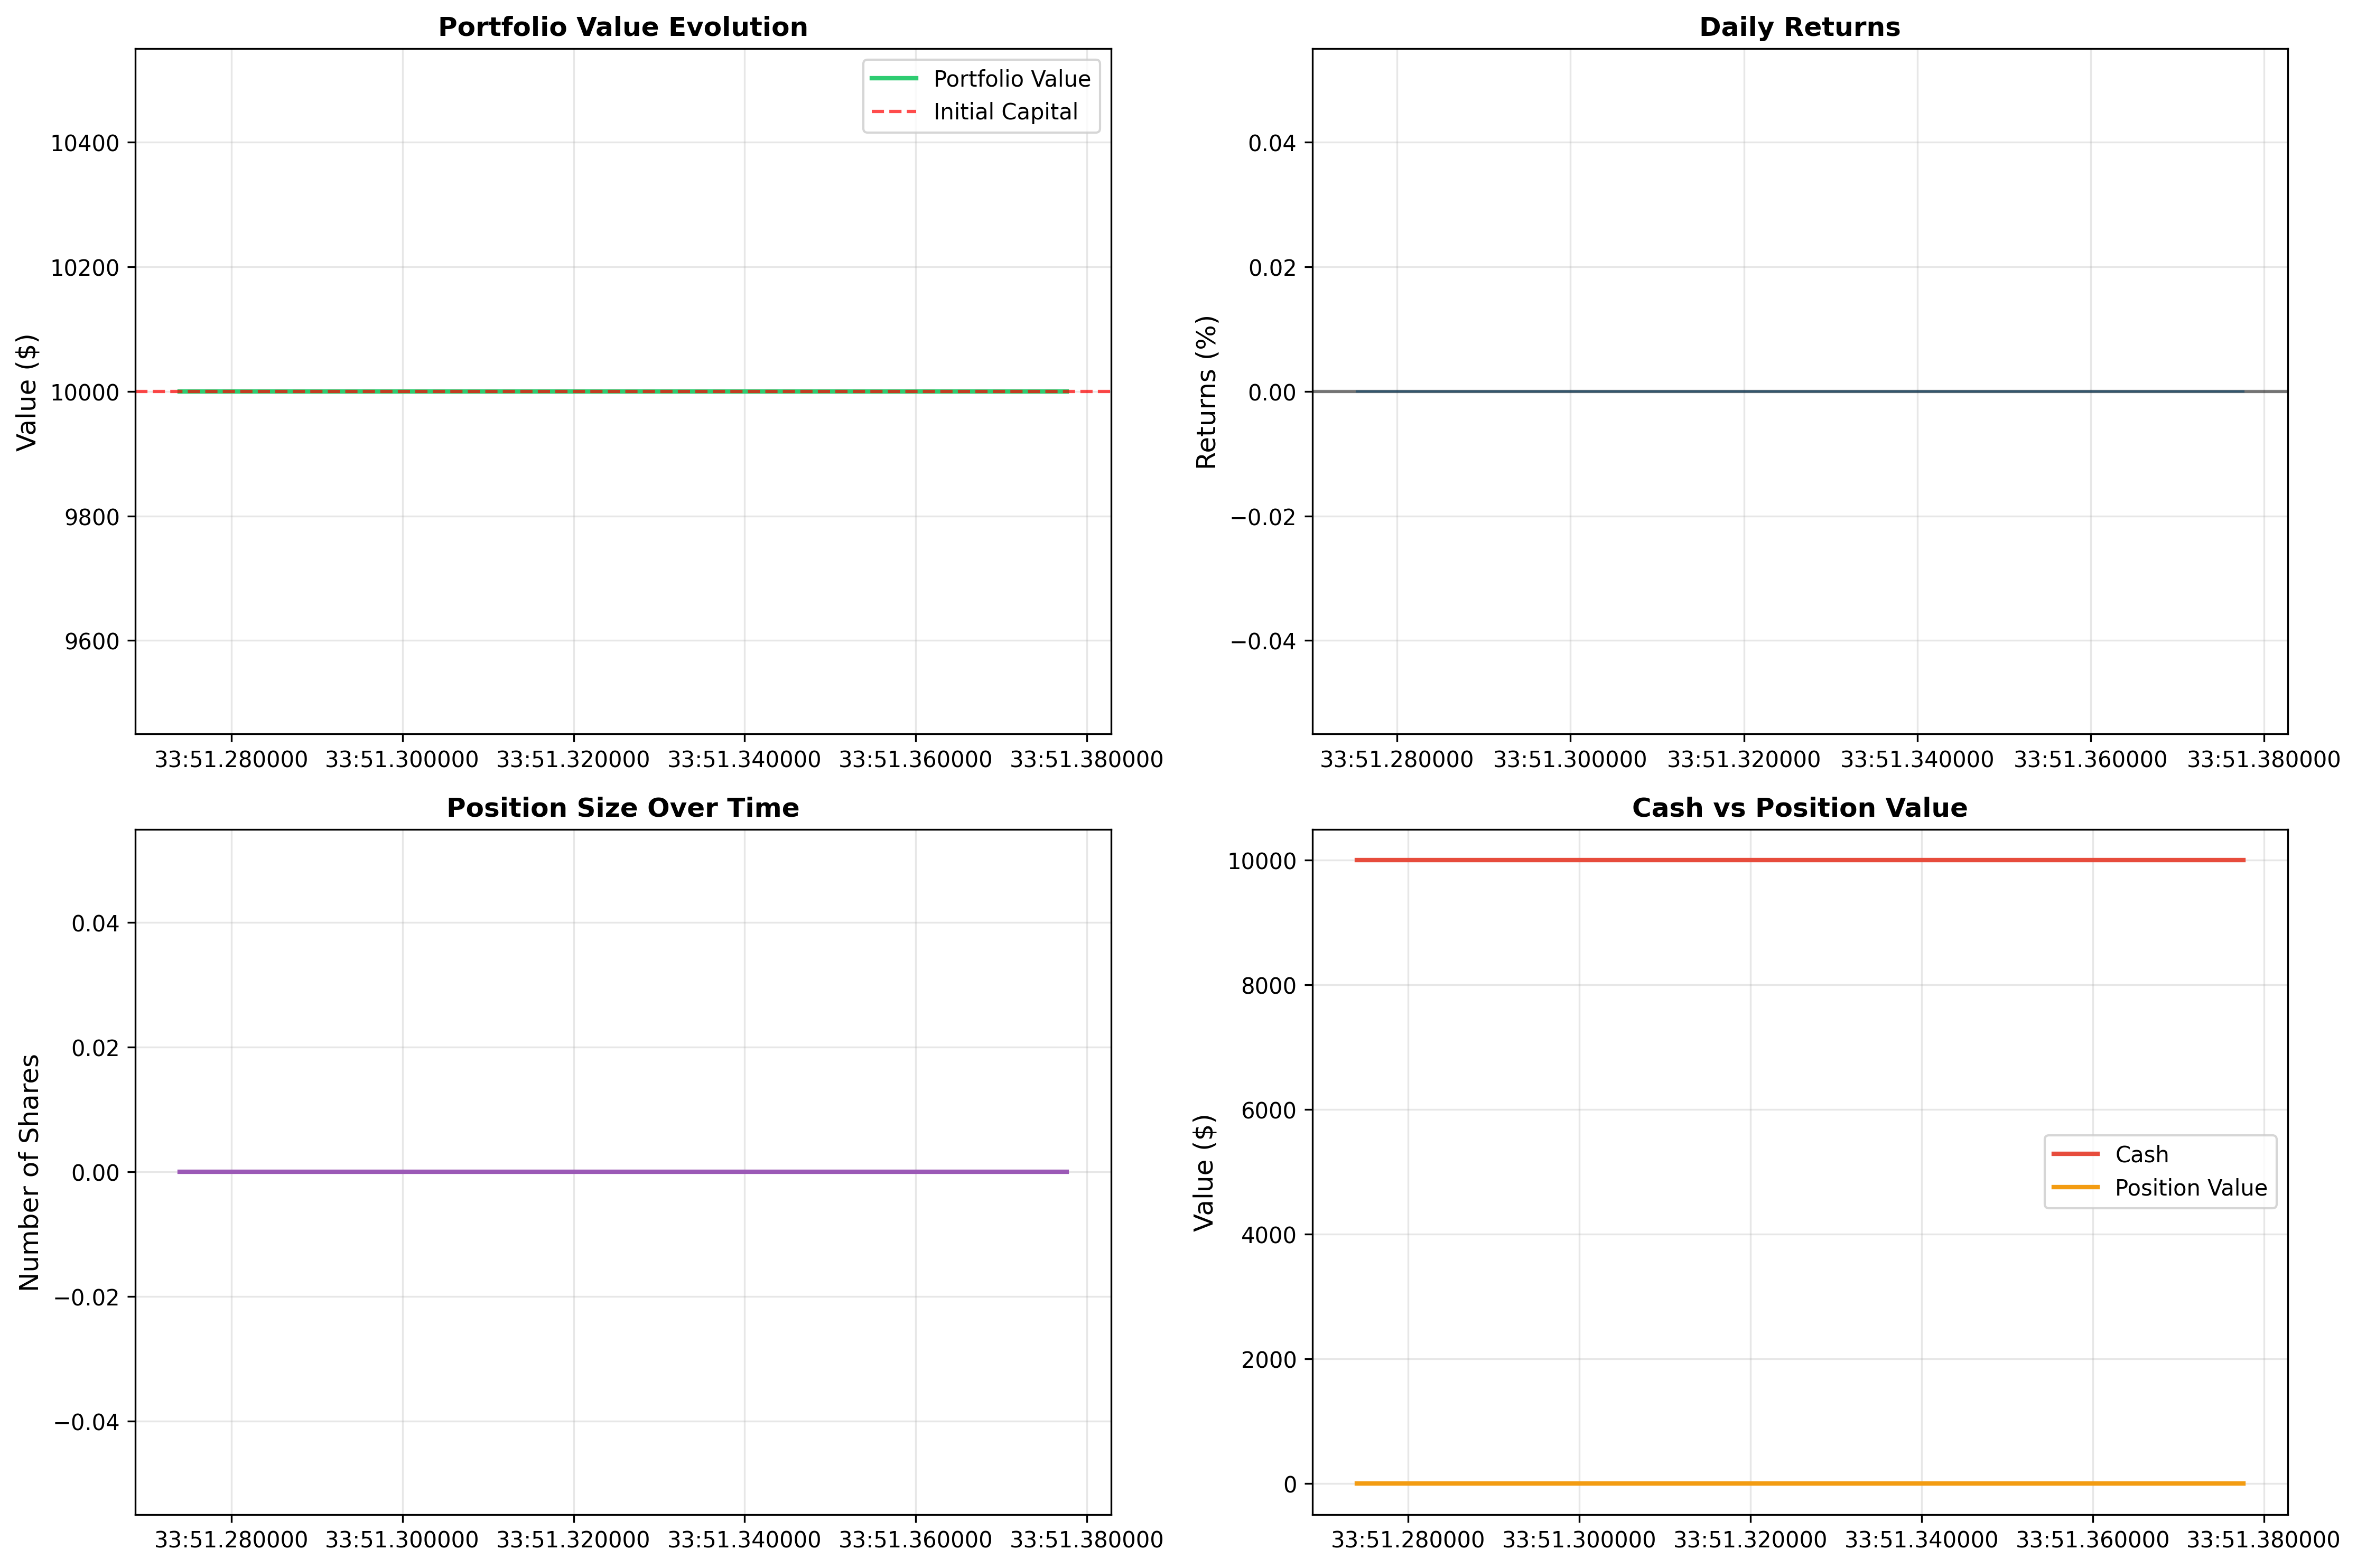 Portfolio Value Evolution
Value ($)
10400
10200
10000
9800
9600
Portfolio Value
Initial Capital
33:51.280000 33:51.300000 33:51.320000 33:51.340000 33:51.360000 33:51.380000
Daily Returns
Returns (%)
0.04
0.02
0.00
−0.02
−0.04
33:51.280000 33:51.300000 33:51.320000 33:51.340000 33:51.360000 33:51.380000
Position Size Over Time
Number of Shares
0.04
0.02
0.00
−0.02
−0.04
33:51.280000 33:51.300000 33:51.320000 33:51.340000 33:51.360000 33:51.380000
Cash vs Position Value
Value ($)
10000
8000
6000
4000
2000
0
Cash
Position Value
33:51.280000 33:51.300000 33:51.320000 33:51.340000 33:51.360000 33:51.380000